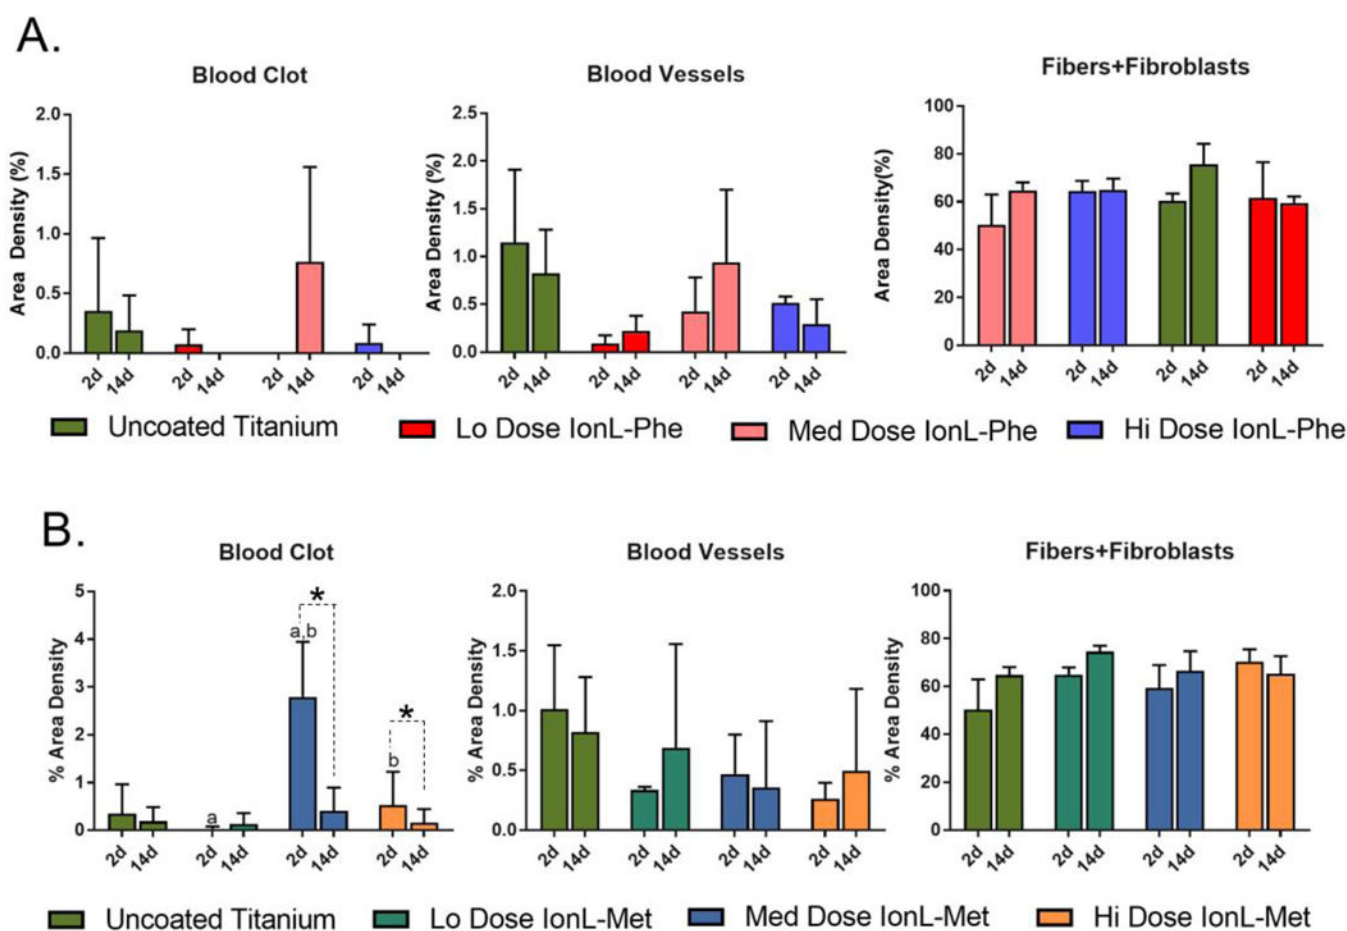 A.
Blood Clot
Blood Vessels
Fibers+Fibroblasts
Area Density (%)
2.0
1.5
1.0
0.5
0.0
2d 14d 2d 14d 2d 14d 2d 14d
Area Density (%)
2.5
2.0
1.5
1.0
0.5
0.0
2d 14d 2d 14d 2d 14d 2d 14d
Area Density(%)
100
80
60
40
20
0
2d 14d 2d 14d 2d 14d 2d 14d
Uncoated Titanium Lo Dose IonL-Phe Med Dose IonL-Phe Hi Dose IonL-Phe
B.
Blood Clot
Blood Vessels
Fibers+Fibroblasts
% Area Density
5
4
3
2
1
0
a
a,b
*
b
*
2d 14d 2d 14d 2d 14d 2d 14d
% Area Density
2.0
1.5
1.0
0.5
0.0
2d 14d 2d 14d 2d 14d 2d 14d
% Area Density
100
80
60
40
20
0
2d 14d 2d 14d 2d 14d 2d 14d
Uncoated Titanium Lo Dose IonL-Met Med Dose IonL-Met Hi Dose IonL-Met